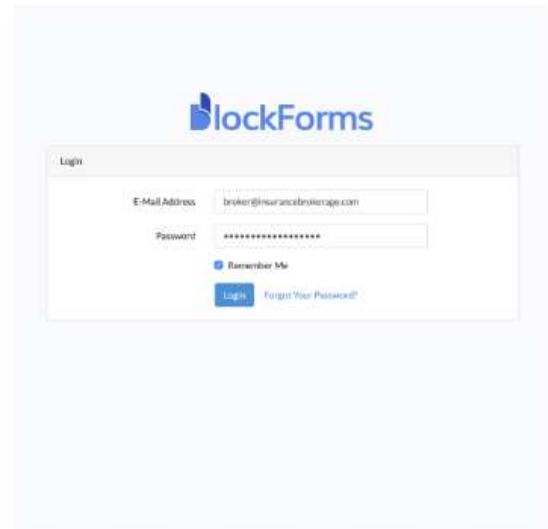 BlockForms
Login
E-Mail Address broker@insurancebrokerage.com
Password ******************
Remember Me
Login Forgot Your Password?